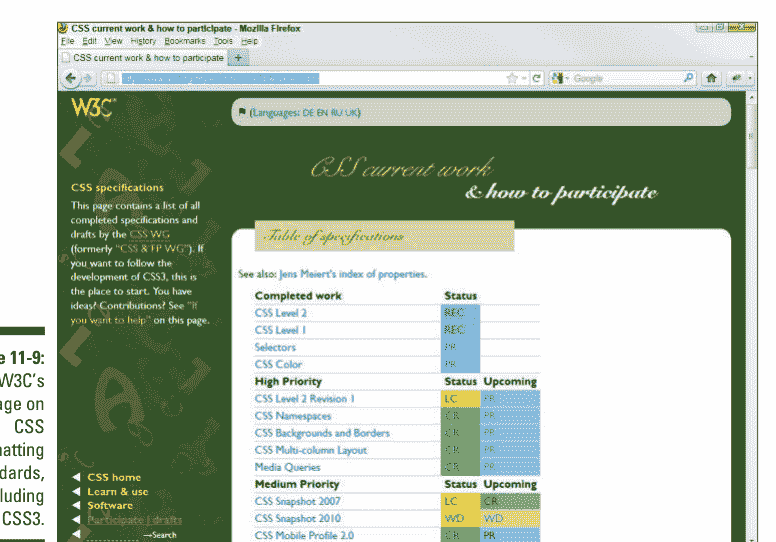 CSS current work & how to participate - Mozilla Firefox
File Edit View History Bookmarks Tools Help
CSS current work & how to participate
Google
W3C
(Languages: DE EN RU UK)
CSS current work
& how to participate
CSS specifications
This page contains a list of all
completed specifications and
drafts by the CSS WG
(formerly "CSS & FP WG"). If
you want to follow the
development of CSS3, this is
the place to start. You have
ideas? Contributions? See "If
you want to help" on this page.
Table of specifications
See also: Jens Meiert's index of properties.
Completed work Status
CSS Level 2 REC
CSS Level 1 REC
Selectors PR
CSS Color PR
High Priority Status Upcoming
CSS Level 2 Revision 1 LC PR
CSS Namespaces CR PR
CSS Backgrounds and Borders CR PR
CSS Multi-column Layout CR PR
Media Queries CR PR
Medium Priority Status Upcoming
CSS Snapshot 2007 LC CR
CSS Snapshot 2010 WD WD
CSS Mobile Profile 2.0 CR PR
CSS home
Learn & use
Software
Participate | drafts
→Search
e 11-9:
W3C's
age on
CSS
matting
dards,
luding
CSS3.